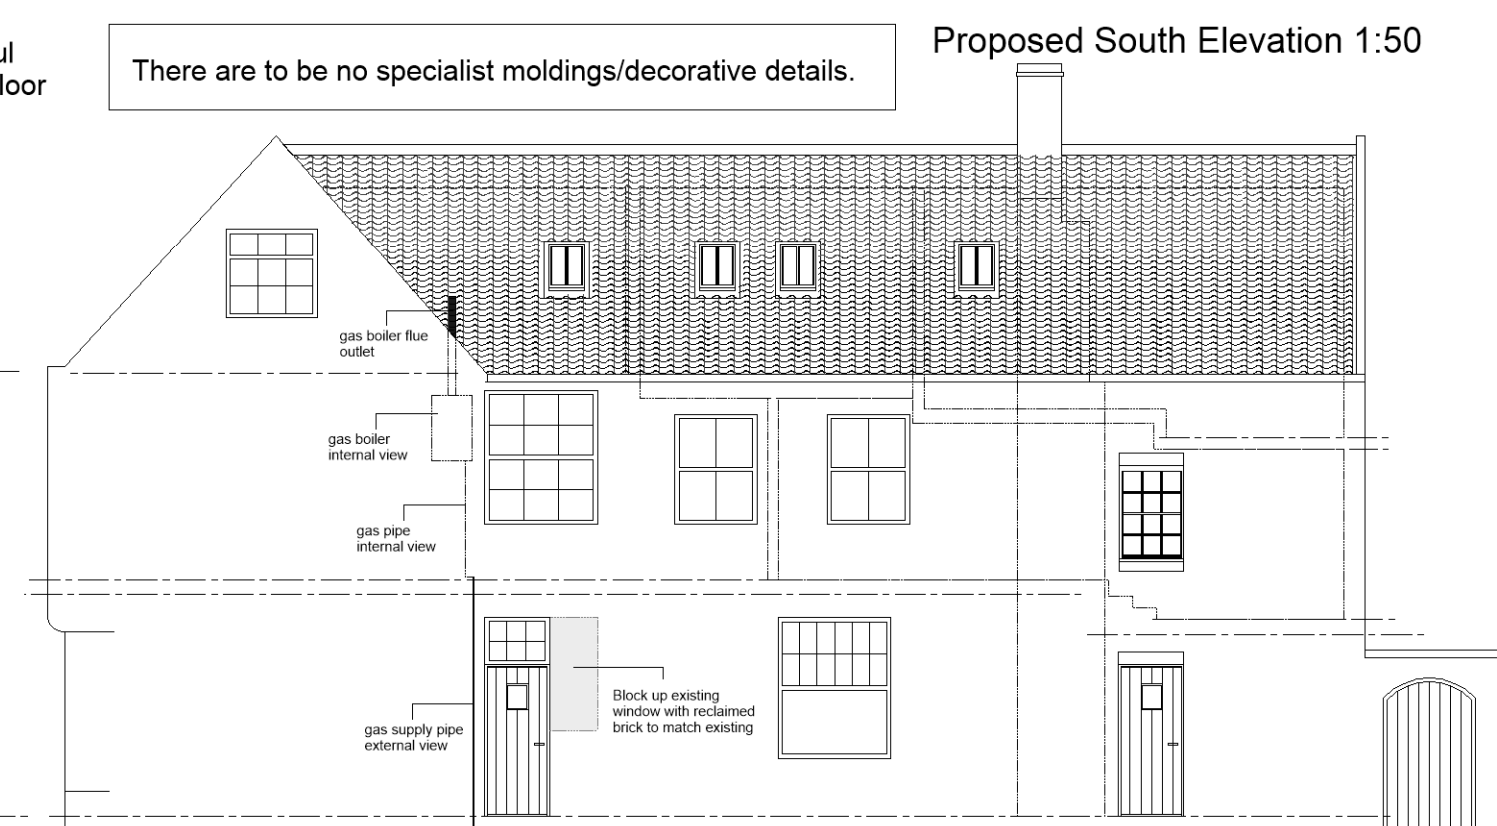 ul
loor
There are to be no specialist moldings/decorative details.
Proposed South Elevation 1:50
gas boiler flue
outlet
gas boiler
internal view
gas pipe
internal view
gas supply pipe
external view
Block up existing
window with reclaimed
brick to match existing